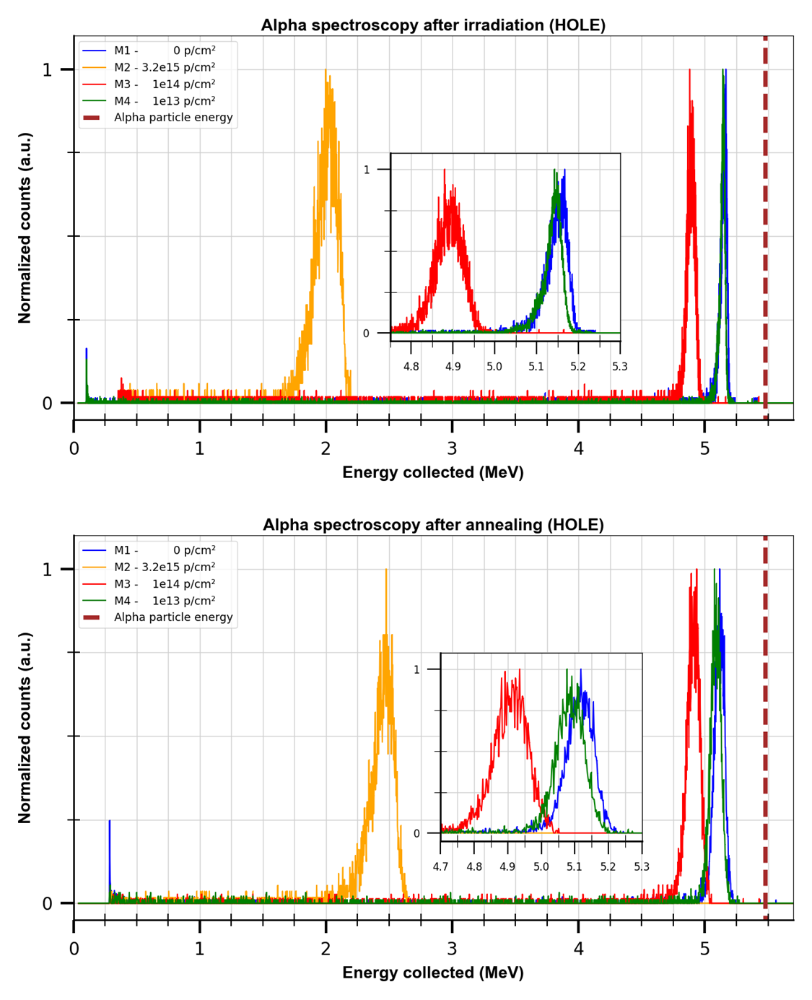 Alpha spectroscopy after irradiation (HOLE)
M1 - 0 p/cm²
M2 - 3.2e15 p/cm²
M3 - 1e14 p/cm²
M4 - 1e13 p/cm²
Alpha particle energy
Normalized counts (a.u.)
1
0
1
0
4.8 4.9 5.0 5.1 5.2 5.3
0 1 2 3 4 5
Energy collected (MeV)
Alpha spectroscopy after annealing (HOLE)
M1 - 0 p/cm²
M2 - 3.2e15 p/cm²
M3 - 1e14 p/cm²
M4 - 1e13 p/cm²
Alpha particle energy
Normalized counts (a.u.)
1
0
1
0
4.7 4.8 4.9 5.0 5.1 5.2 5.3
0 1 2 3 4 5
Energy collected (MeV)